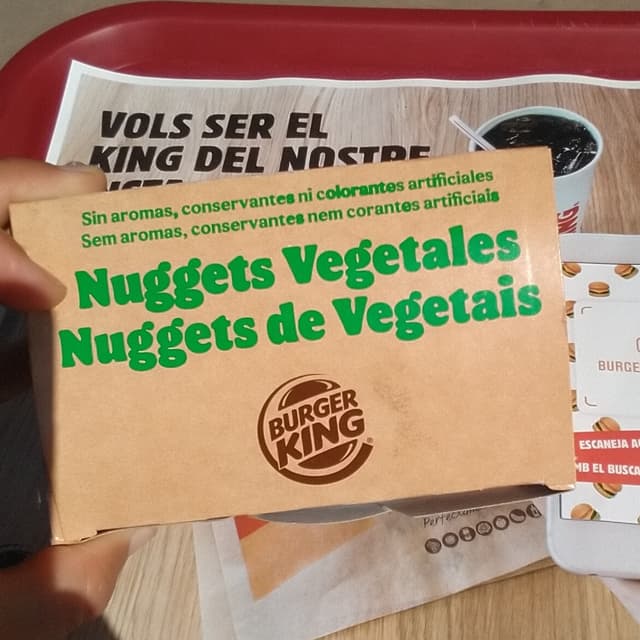 VOLS SER EL
KING DEL NOSTRE
Sin aromas, conservantes ni colorantes artificiales
Sem aromas, conservantes nem corantes artificiais
Nuggets Vegetales
Nuggets de Vegetais
BURGER
KING
®
BURGE
ESCANEJA A
MB EL BUSCA